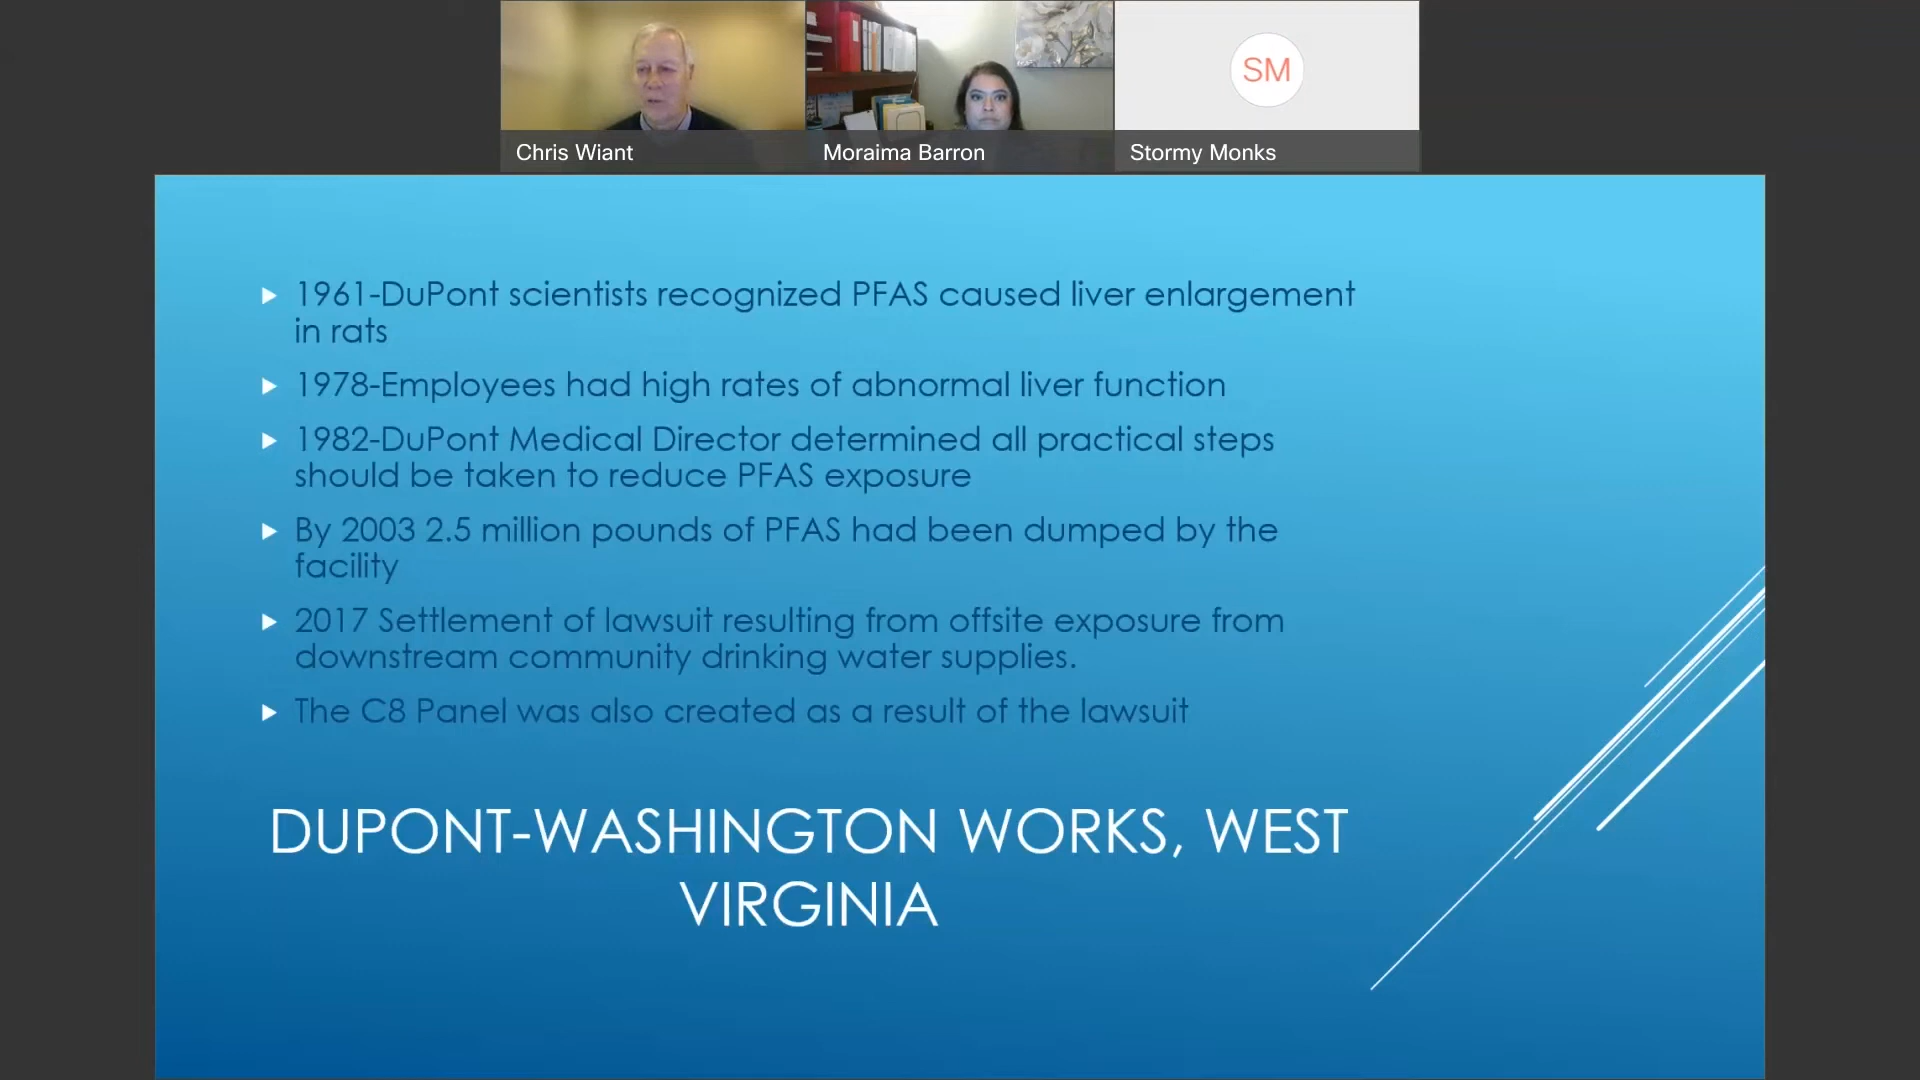 Chris Wiant
Moraima Barron
SM
Stormy Monks
1961-DuPont scientists recognized PFAS caused liver enlargement
in rats
1978-Employees had high rates of abnormal liver function
1982-DuPont Medical Director determined all practical steps
should be taken to reduce PFAS exposure
By 2003 2.5 million pounds of PFAS had been dumped by the
facility
2017 Settlement of lawsuit resulting from offsite exposure from
downstream community drinking water supplies.
The C8 Panel was also created as a result of the lawsuit
DUPONT-WASHINGTON WORKS, WEST
VIRGINIA